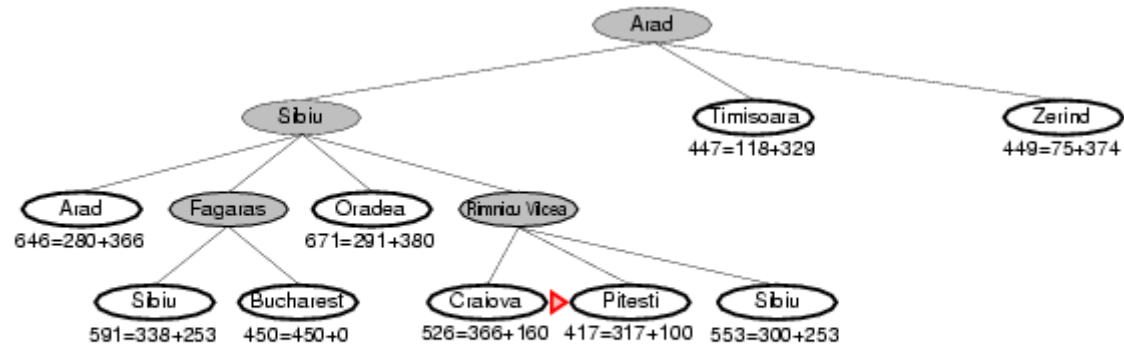 Arad
Sibiu
Timisoara
Zerind
447=118+329
449=75+374
Arad
Fagaras
Oradea
Rimnicu Vilcea
646=280+366
671=291+380
Sibiu
Bucharest
Craiova
Pitesti
Sibiu
591=338+253
450=450+0
526=366+160
417=317+100
553=300+253